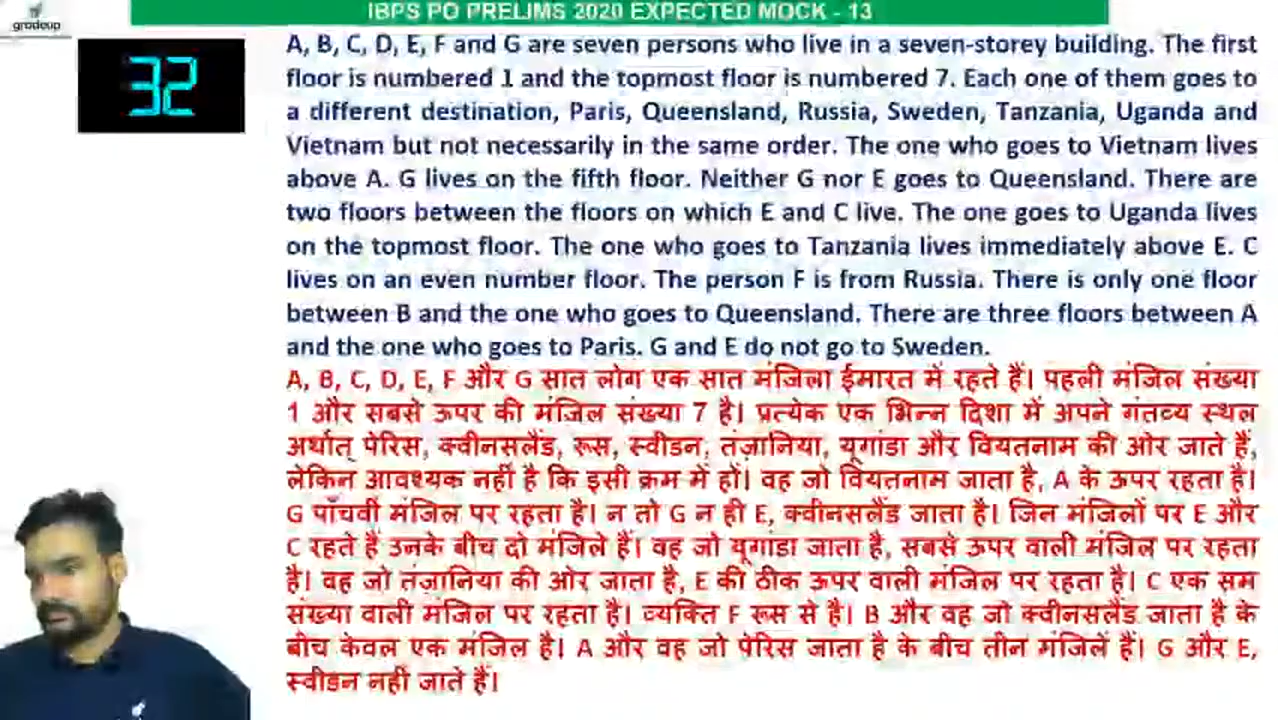 gradeup
IBPS PO PRELIMS 2020 EXPECTED MOCK - 13
32
A, B, C, D, E, F and G are seven persons who live in a seven-storey building. The first
floor is numbered 1 and the topmost floor is numbered 7. Each one of them goes to
a different destination, Paris, Queensland, Russia, Sweden, Tanzania, Uganda and
Vietnam but not necessarily in the same order. The one who goes to Vietnam lives
above A. G lives on the fifth floor. Neither G nor E goes to Queensland. There are
two floors between the floors on which E and C live. The one goes to Uganda lives
on the topmost floor. The one who goes to Tanzania lives immediately above E. C
lives on an even number floor. The person F is from Russia. There is only one floor
between B and the one who goes to Queensland. There are three floors between A
and the one who goes to Paris. G and E do not go to Sweden.
A, B, C, D, E, F और G सात लोग एक सात मंजिला ईमारत में रहते हैं। पहली मंजिल संख्या
1 और सबसे ऊपर की मंजिल संख्या 7 है। प्रत्येक एक भिन्न दिशा में अपने गंतव्य स्थल
अर्थात् पेरिस, क्वीनसलैंड, रूस, स्वीडन, तंज़ानिया, यूगांडा और वियतनाम की ओर जाते हैं,
लेकिन आवश्यक नहीं है कि इसी क्रम में हों। वह जो वियतनाम जाता है, A के ऊपर रहता है।
G पाँचवीं मंजिल पर रहता है। न तो G न ही E, क्वीनसलैंड जाता है। जिन मंजिलों पर E और
C रहते हैं उनके बीच दो मंजिलें हैं। वह जो यूगांडा जाता है, सबसे ऊपर वाली मंजिल पर रहता
है। वह जो तंज़ानिया की ओर जाता है, E की ठीक ऊपर वाली मंजिल पर रहता है। C एक सम
संख्या वाली मंजिल पर रहता है। व्यक्ति F रूस से है। B और वह जो क्वीनसलैंड जाता है के
बीच केवल एक मंजिल है। A और वह जो पेरिस जाता है के बीच तीन मंजिलें हैं। G और E,
स्वीडन नहीं जाते हैं।